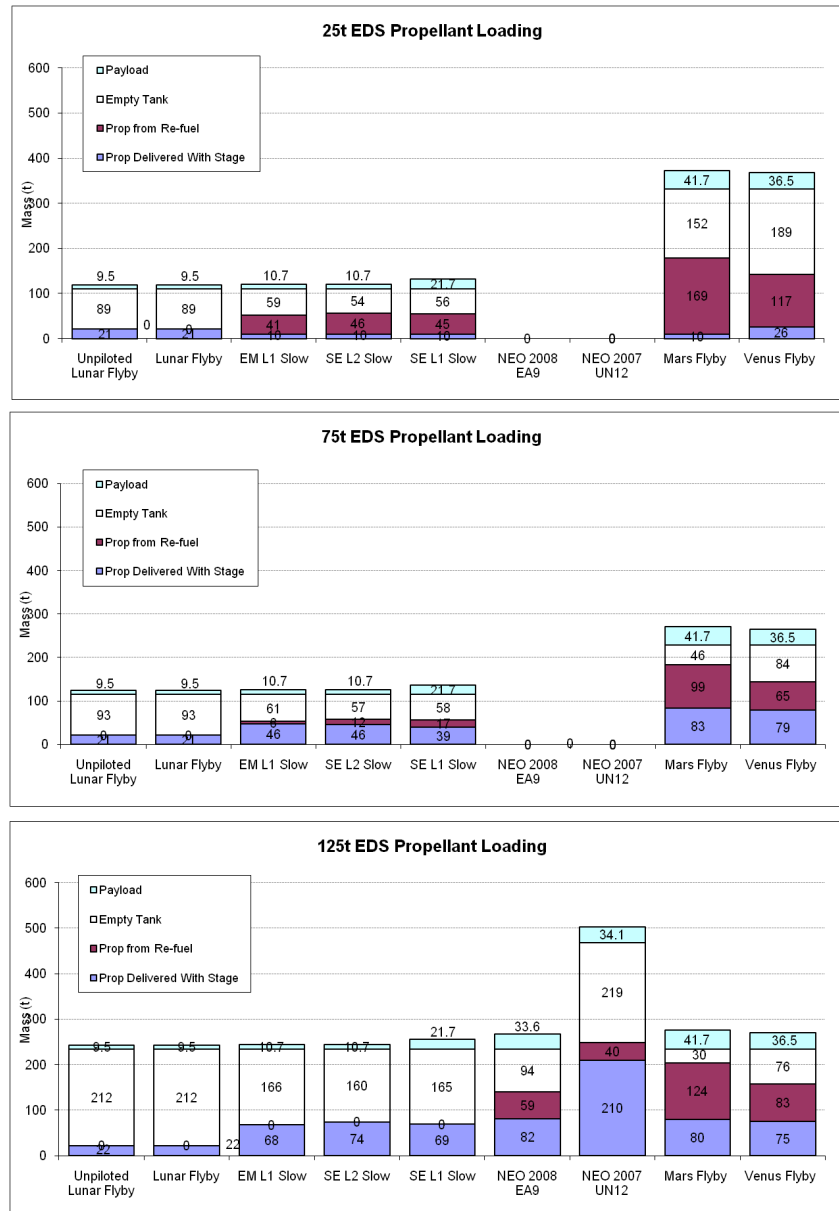 25t EDS Propellant Loading
600
500
400
300
200
100
0
Mass (t)
Payload
Empty Tank
Prop from Re-fuel
Prop Delivered With Stage
9.5 9.5 10.7 10.7 21.7 41.7 36.5
89 89 59 54 56 152 189
0 0 41 46 45 0 0 169 117
21 21 10 10 10 10 26
Unpiloted Lunar Flyby EM L1 Slow SE L2 Slow SE L1 Slow NEO 2008 NEO 2007 Mars Flyby Venus Flyby
Lunar Flyby EA9 UN12
75t EDS Propellant Loading
600
500
400
300
200
100
0
Mass (t)
Payload
Empty Tank
Prop from Re-fuel
Prop Delivered With Stage
9.5 9.5 10.7 10.7 21.7 41.7 36.5
93 93 61 57 58 46 84
0 0 8 12 17 0 0 0 99 65
21 21 46 46 39 83 79
Unpiloted Lunar Flyby EM L1 Slow SE L2 Slow SE L1 Slow NEO 2008 NEO 2007 Mars Flyby Venus Flyby
Lunar Flyby EA9 UN12
125t EDS Propellant Loading
600
500
400
300
200
100
0
Mass (t)
Payload
Empty Tank
Prop from Re-fuel
Prop Delivered With Stage
9.5 9.5 10.7 10.7 21.7 33.6 34.1 41.7 36.5
212 212 166 160 165 94 219 30 76
0 0 0 0 0 59 40 124 83
22 22 68 74 69 82 210 80 75
Unpiloted Lunar Flyby EM L1 Slow SE L2 Slow SE L1 Slow NEO 2008 NEO 2007 Mars Flyby Venus Flyby
Lunar Flyby EA9 UN12